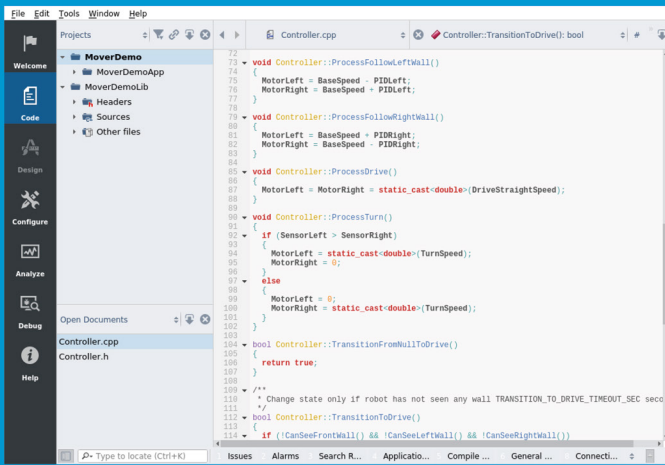 File Edit Tools Window Help
Projects
Controller.cpp
Controller::TransitionToDrive(): bool
#
Welcome
Code
Design
Configure
Analyze
Debug
Help
MoverDemo
MoverDemoApp
MoverDemoLib
Headers
Sources
Other files
Open Documents
Controller.cpp
Controller.h
72
73 void Controller::ProcessFollowLeftWall()
74 {
75 MotorLeft = BaseSpeed - PIDLeft;
76 MotorRight = BaseSpeed + PIDLeft;
77 }
78
79 void Controller::ProcessFollowRightWall()
80 {
81 MotorLeft = BaseSpeed + PIDRight;
82 MotorRight = BaseSpeed - PIDRight;
83 }
84
85 void Controller::ProcessDrive()
86 {
87 MotorLeft = MotorRight = static_cast<double>(DriveStraightSpeed);
88 }
89
90 void Controller::ProcessTurn()
91 {
92 if (SensorLeft > SensorRight)
93 {
94 MotorLeft = static_cast<double>(TurnSpeed);
95 MotorRight = 0;
96 }
97 else
98 {
99 MotorLeft = 0;
100 MotorRight = static_cast<double>(TurnSpeed);
101 }
102 }
103
104 bool Controller::TransitionFromNullToDrive()
105 {
106 return true;
107 }
108
109 /**
110 * Change state only if robot has not seen any wall TRANSITION_TO_DRIVE_TIMEOUT_SEC seco
111 */
112 bool Controller::TransitionToDrive()
113 {
114 if (!CanSeeFrontWall() && !CanSeeLeftWall() && !CanSeeRightWall())
Type to locate (Ctrl+K)
Issues
Alarms
Search R...
Applicatio...
Compile ...
General ...
Connecti...